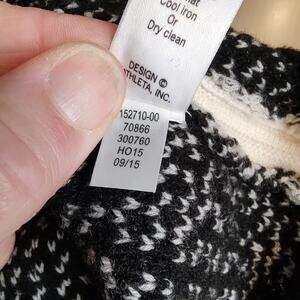 Cool iron
Or
Dry clean
DESIGN ©
ATHLETA, INC.
152710-00
70866
300760
HO15
09/15